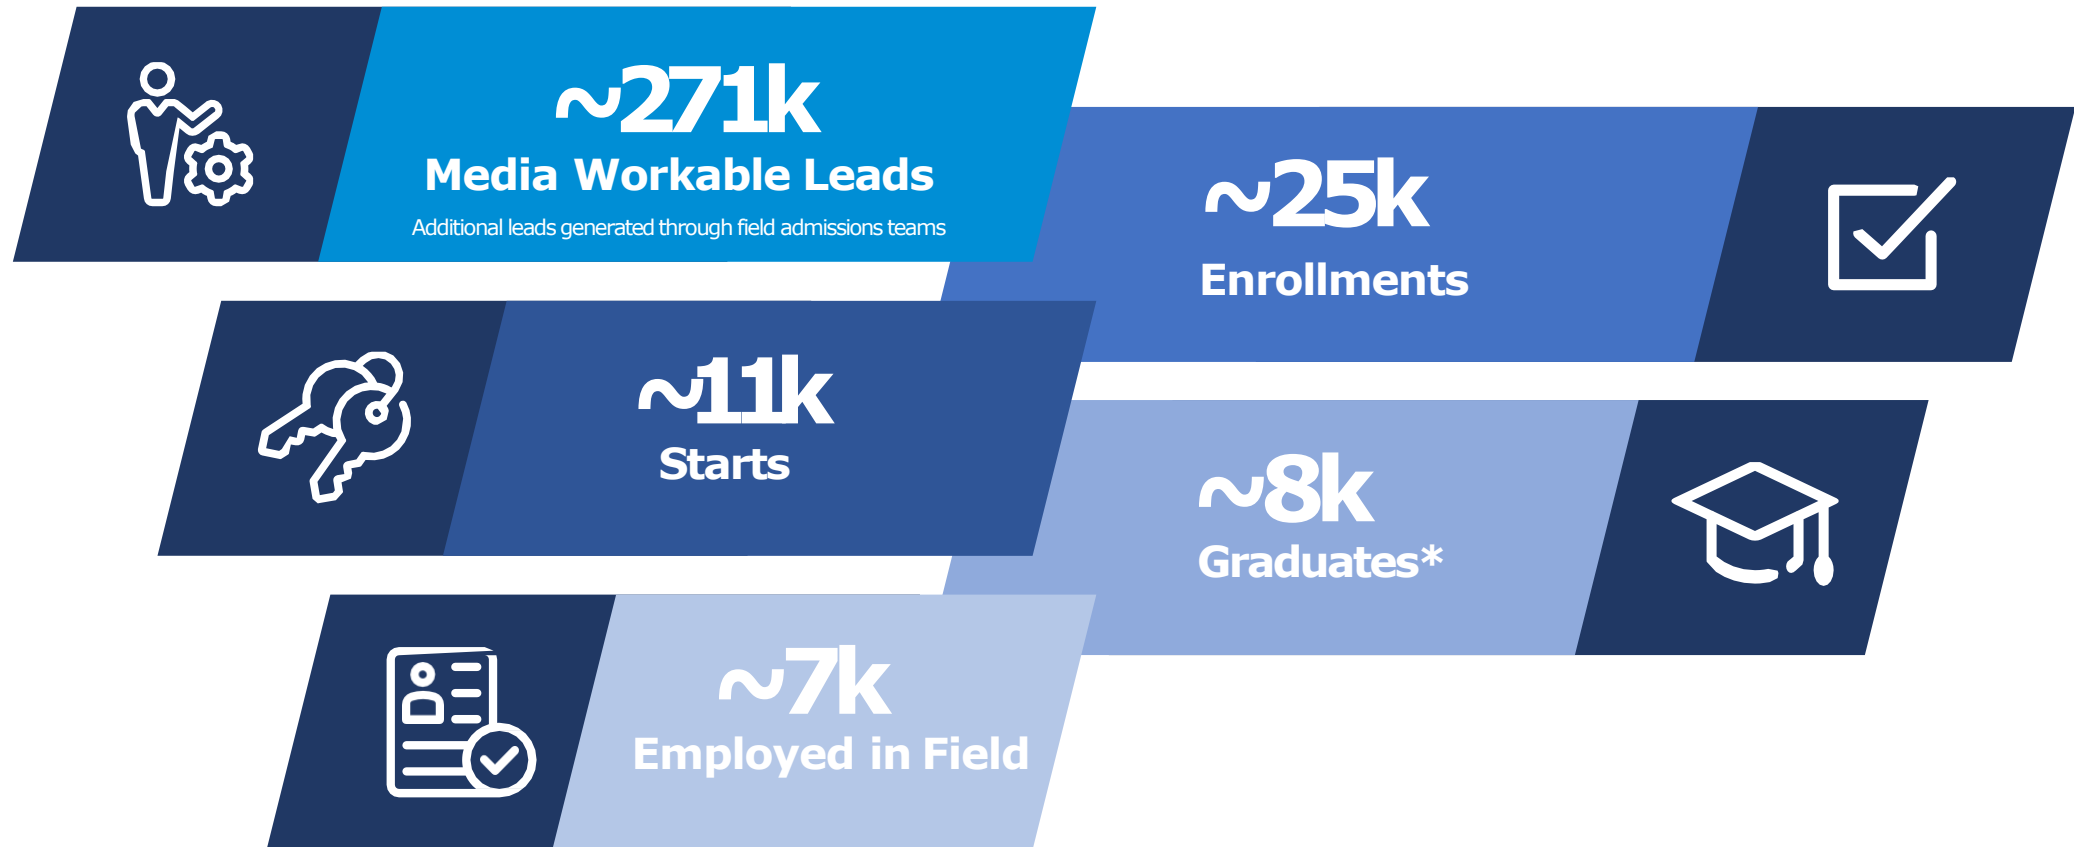 ~271k
Media Workable Leads
Additional leads generated through field admissions teams
~25k
Enrollments
~11k
Starts
~8k
Graduates*
~7k
Employed in Field